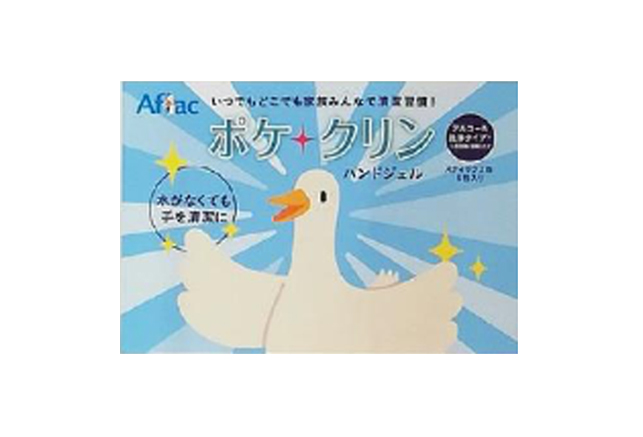 Aflac
いつでもどこでも家族みんなで清潔習慣!
ポケ✦クリン
ハンドジェル
アルコール
洗浄タイプ
水がなくても
手を清潔に